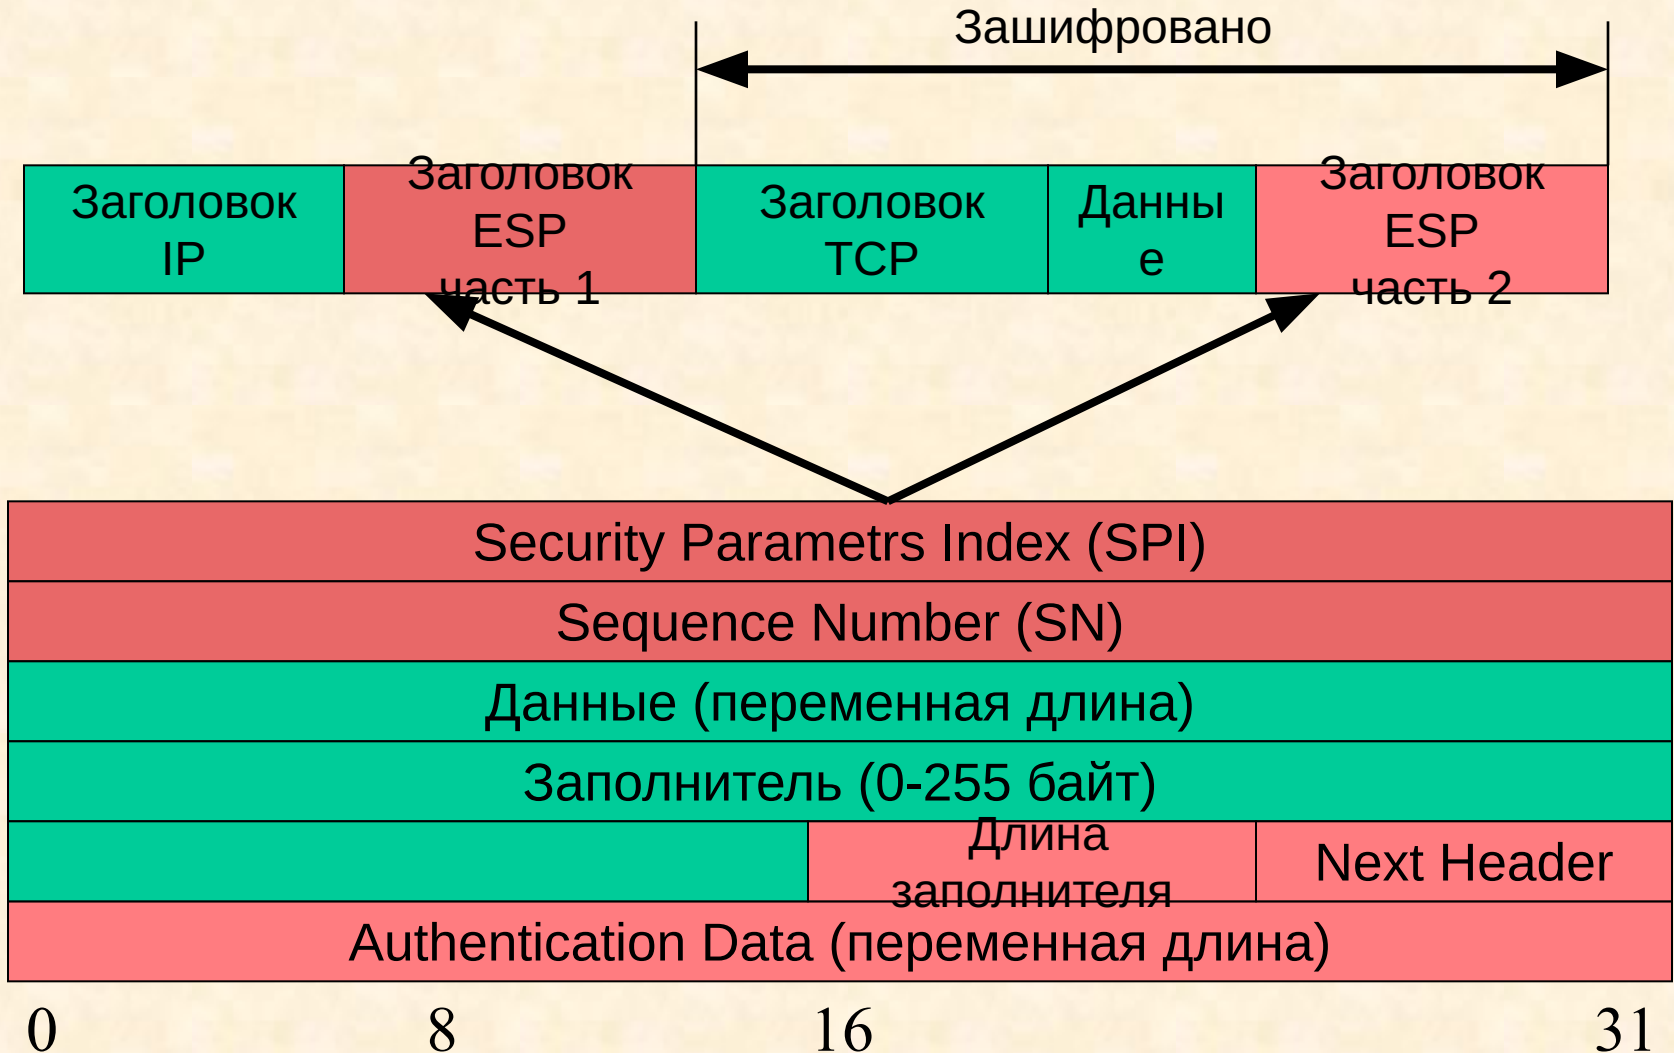 Зашифровано
Заголовок
IP
Заголовок
ESP
часть 1
Заголовок
TCP
Данны
е
Заголовок
ESP
часть 2
Security Parametrs Index (SPI)
Sequence Number (SN)
Данные (переменная длина)
Заполнитель (0-255 байт)
Длина
заполнителя
Next Header
Authentication Data (переменная длина)
0 8 16 31